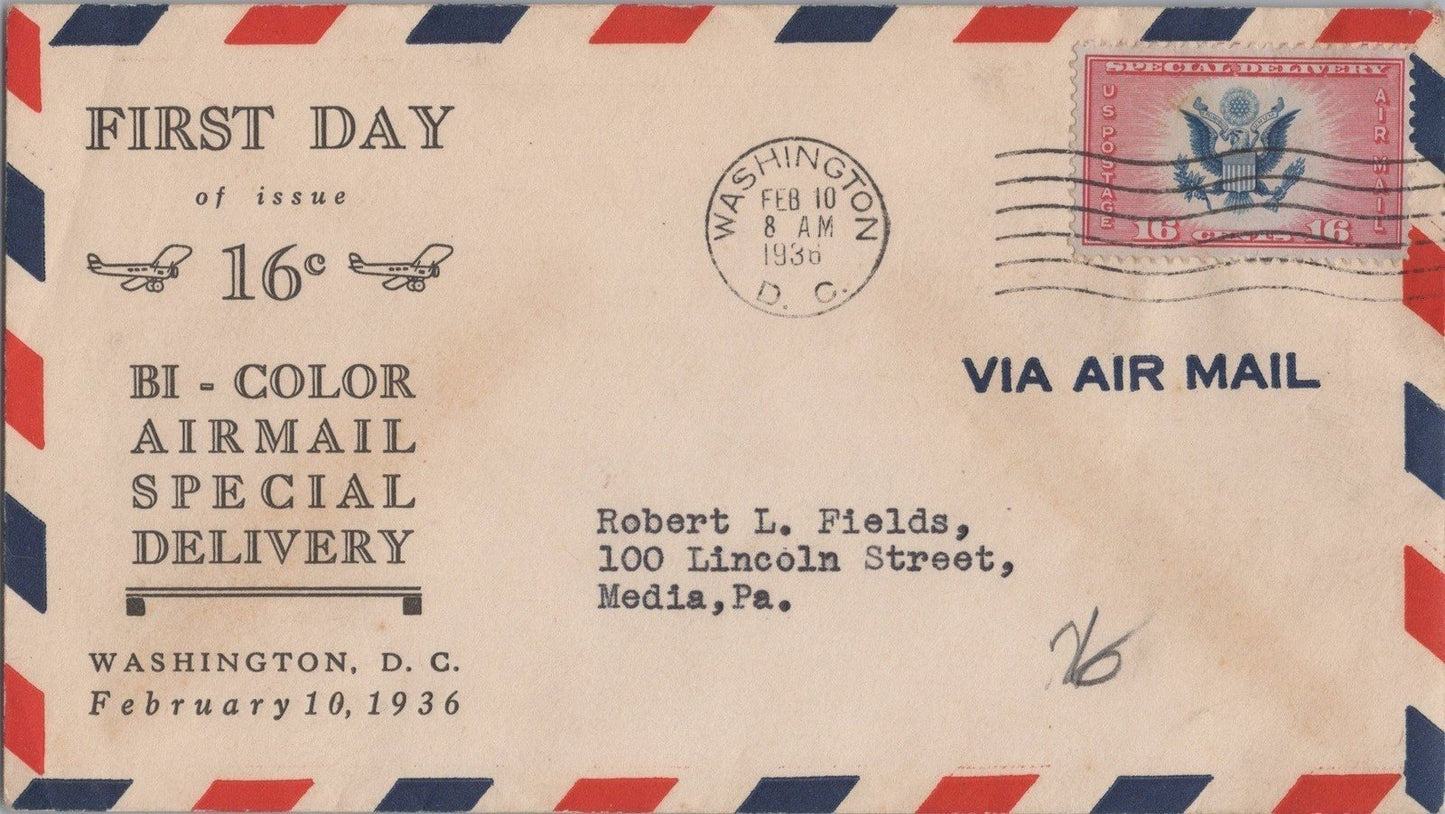 FIRST DAY
of issue
16c
BI - COLOR
AIRMAIL
SPECIAL
DELIVERY
WASHINGTON, D. C.
February 10, 1936
WASHINGTON
FEB 10
8 AM
1936
D. C.
SPECIAL DELIVERY
US POSTAGE
AIR MAIL
16 CENTS 16
VIA AIR MAIL
Robert L. Fields,
100 Lincoln Street,
Media,Pa.